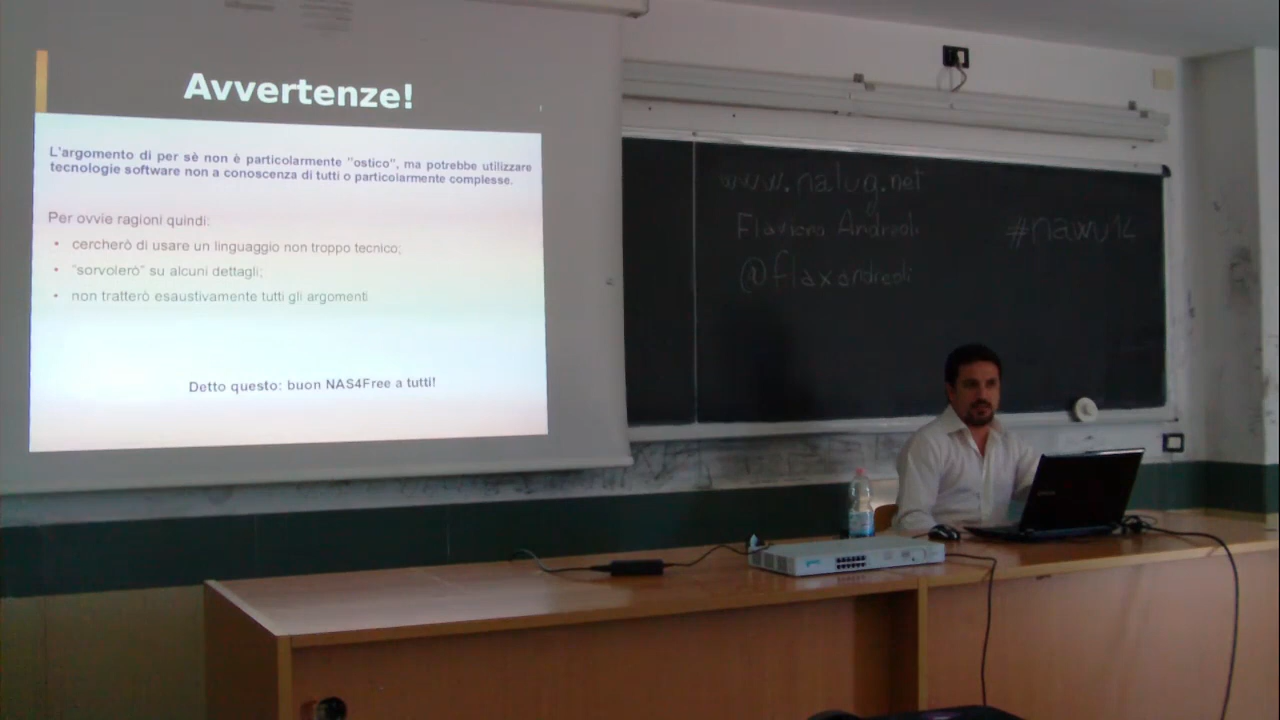 Avvertenze!
L'argomento di per sè non è particolarmente "ostico", ma potrebbe utilizzare
tecnologie software non a conoscenza di tutti o particolarmente complesse.
Per ovvie ragioni quindi:
• cercherò di usare un linguaggio non troppo tecnico;
• "sorvolerò" su alcuni dettagli;
• non tratterò esaustivamente tutti gli argomenti
Detto questo: buon NAS4Free a tutti!
www.nalug.net
Flaviana Andreoli
@flaxandreoli
#nawu14